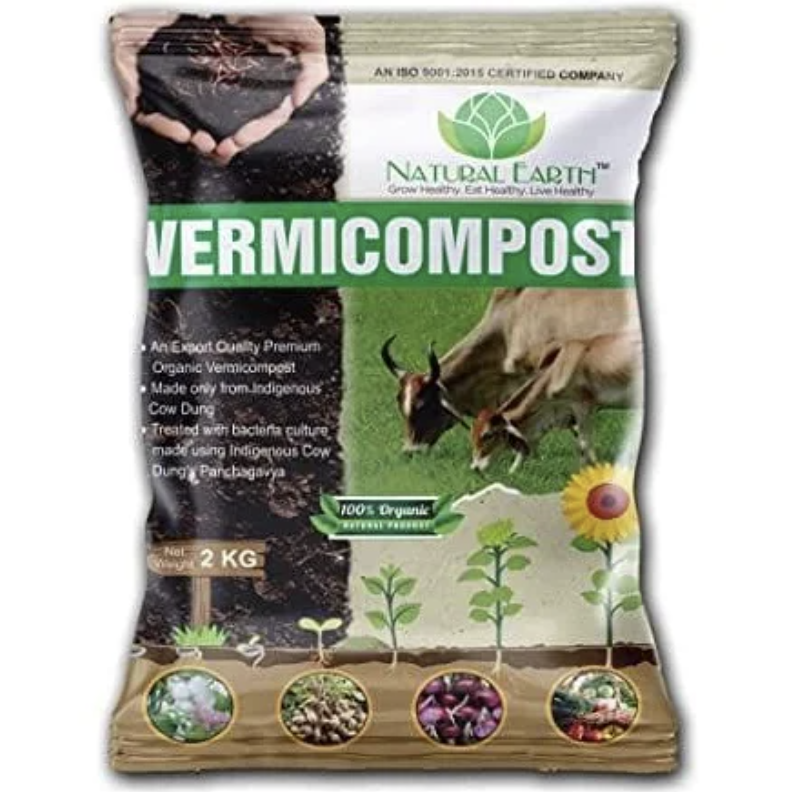 AN ISO 9001:2015 CERTIFIED COMPANY
NATURAL EARTH™
Grow Healthy. Eat Healthy. Live Healthy
VERMICOMPOST
• An Export Quality Premium
Organic Vermicompost
• Made only from Indigenous
Cow Dung
• Treated with bacteria culture
made using Indigenous Cow
Dung's Panchagavya
100% Organic
NATURAL PRODUCT
Net
Weight 2 KG